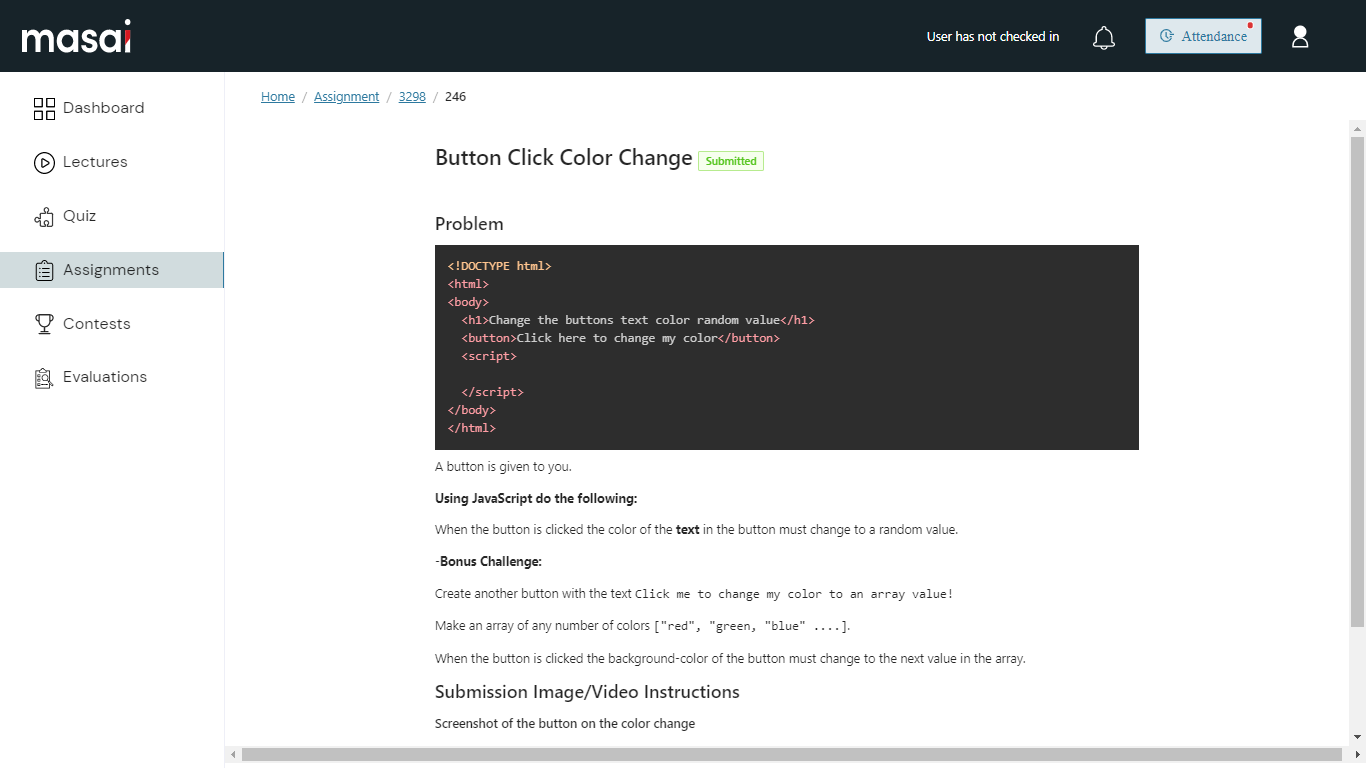 masai
User has not checked in
Attendance
Dashboard
Lectures
Quiz
Assignments
Contests
Evaluations
Home / Assignment / 3298 / 246
Button Click Color Change Submitted
Problem
<!DOCTYPE html>
<html>
<body>
<h1>Change the buttons text color random value</h1>
<button>Click here to change my color</button>
<script>
</script>
</body>
</html>
A button is given to you.
Using JavaScript do the following:
When the button is clicked the color of the text in the button must change to a random value.
-Bonus Challenge:
Create another button with the text Click me to change my color to an array value!
Make an array of any number of colors ["red", "green, "blue" ....].
When the button is clicked the background-color of the button must change to the next value in the array.
Submission Image/Video Instructions
Screenshot of the button on the color change